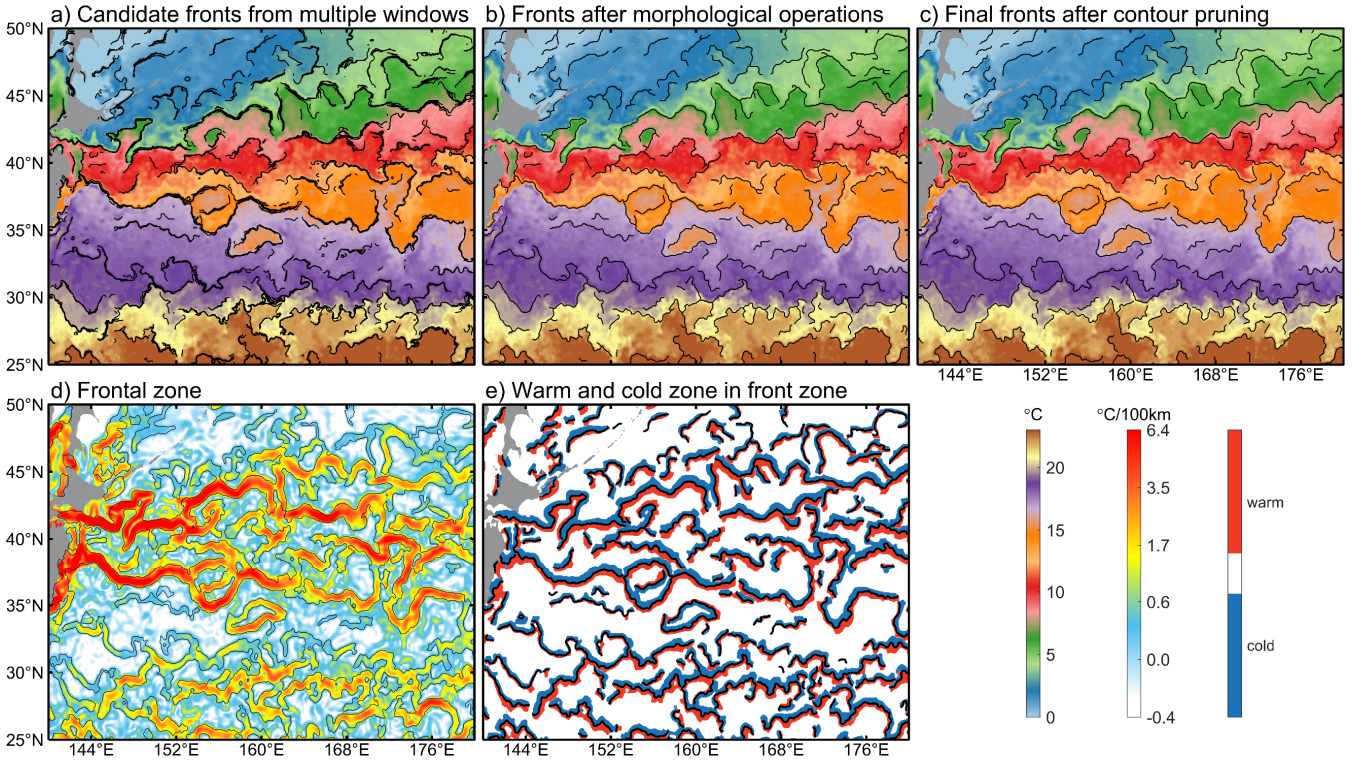 a) Candidate fronts from multiple windows
b) Fronts after morphological operations
c) Final fronts after contour pruning
50°N
45°N
40°N
35°N
30°N
25°N
144°E 152°E 160°E 168°E 176°E
d) Frontal zone
e) Warm and cold zone in front zone
50°N
45°N
40°N
35°N
30°N
25°N
144°E 152°E 160°E 168°E 176°E
144°E 152°E 160°E 168°E 176°E
°C
20
15
10
5
0
°C/100km
6.4
3.5
1.7
0.6
0.0
-0.4
warm
cold